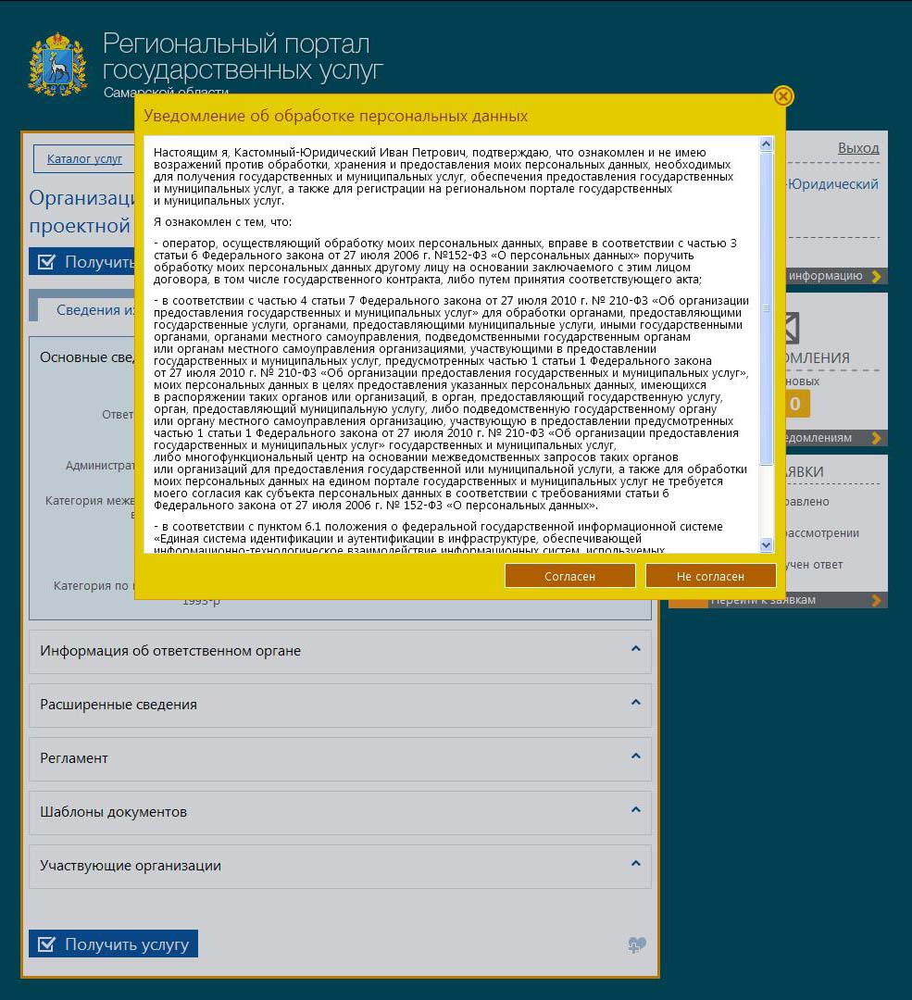 Региональный портал
государственных услуг
Самарской области
Уведомление об обработке персональных данных
Настоящим я, Кастомный-Юридический Иван Петрович, подтверждаю, что ознакомлен и не имею
возражений против обработки, хранения и предоставления моих персональных данных, необходимых
для получения государственных и муниципальных услуг, обеспечения предоставления государственных
и муниципальных услуг, а также для регистрации на региональном портале государственных
и муниципальных услуг.
Я ознакомлен с тем, что:
- оператор, осуществляющий обработку моих персональных данных, вправе в соответствии с частью 3
статьи 6 Федерального закона от 27 июля 2006 г. №152-ФЗ «О персональных данных» поручить
обработку моих персональных данных другому лицу на основании заключаемого с этим лицом
договора, в том числе государственного контракта, либо путем принятия соответствующего акта;
- в соответствии с частью 4 статьи 7 Федерального закона от 27 июля 2010 г. № 210-ФЗ «Об организации
предоставления государственных и муниципальных услуг» для обработки органами, предоставляющими
государственные услуги, органами, предоставляющими муниципальные услуги, иными государственными
органами, органами местного самоуправления, подведомственными государственным органам
или органам местного самоуправления организациями, участвующими в предоставлении
государственных и муниципальных услуг, предусмотренных частью 1 статьи 1 Федерального закона
от 27 июля 2010 г. № 210-ФЗ «Об организации предоставления государственных и муниципальных услуг»,
моих персональных данных в целях предоставления указанных персональных данных, имеющихся
в распоряжении таких органов или организаций, в орган, предоставляющий государственную услугу,
орган, предоставляющий муниципальную услугу, либо подведомственную государственному органу
или органу местного самоуправления организацию, участвующую в предоставлении предусмотренных
частью 1 статьи 1 Федерального закона от 27 июля 2010 г. № 210-ФЗ «Об организации предоставления
государственных и муниципальных услуг» государственных и муниципальных услуг,
либо многофункциональный центр на основании межведомственных запросов таких органов
или организаций для предоставления государственной или муниципальной услуги, а также для обработки
моих персональных данных на едином портале государственных и муниципальных услуг не требуется
моего согласия как субъекта персональных данных в соответствии с требованиями статьи 6
Федерального закона от 27 июля 2006 г. № 152-ФЗ «О персональных данных».
- в соответствии с пунктом 6.1 положения о федеральной государственной информационной системе
«Единая система идентификации и аутентификации в инфраструктуре, обеспечивающей
информационно-технологическое взаимодействие информационных систем, используемых
Согласен
Не согласен
Каталог услуг
Организаци
проектной
Получить
Сведения из
Основные све
Ответ
Администрат
Категория меж
в
Категория по
1993-р
Информация об ответственном органе
Расширенные сведения
Регламент
Шаблоны документов
Участвующие организации
Получить услугу
Выход
-Юридический
информацию
ОМЛЕНИЯ
новых
0
едомлениям
ЯВКИ
равлено
рассмотрении
учен ответ
Перейти к заявкам